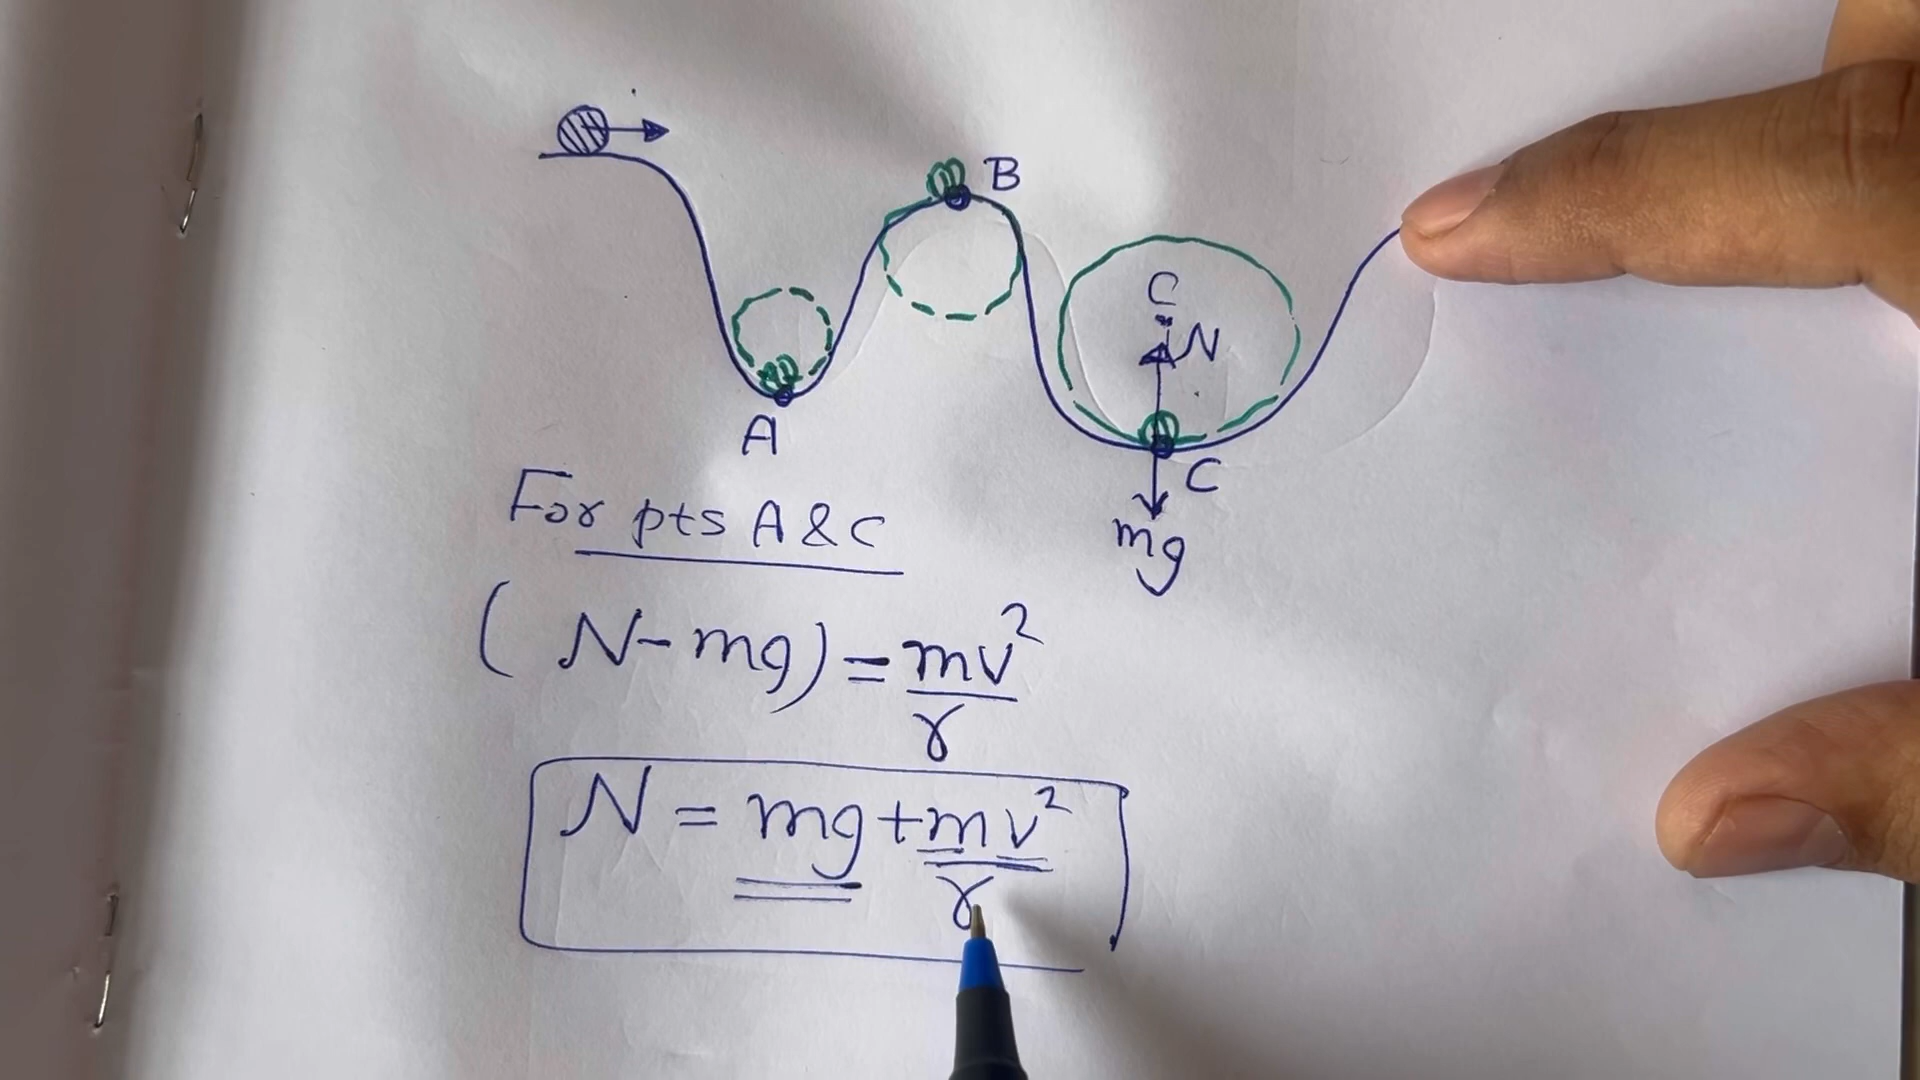 B
C
N
A
C
mg
For pts A & C
(N - mg) = mv²/r
N = mg + mv²/r